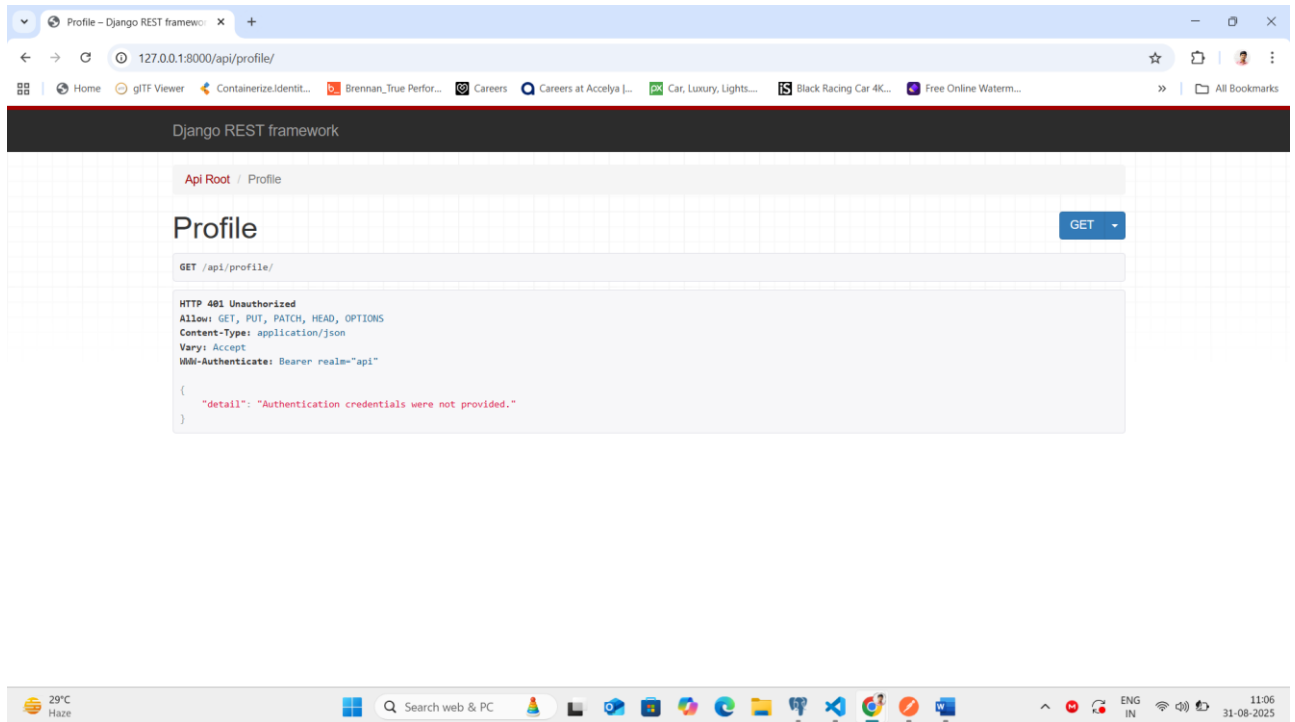 Profile – Django REST framewo
127.0.0.1:8000/api/profile/
Home
glTF Viewer
Containerize.Identit...
Brennan_True Perfor...
Careers
Careers at Accelya |...
Car, Luxury, Lights....
Black Racing Car 4K...
Free Online Waterm...
»
All Bookmarks
Django REST framework
Api Root / Profile
Profile
GET
GET /api/profile/
HTTP 401 Unauthorized
Allow: GET, PUT, PATCH, HEAD, OPTIONS
Content-Type: application/json
Vary: Accept
WWW-Authenticate: Bearer realm="api"
{
"detail": "Authentication credentials were not provided."
}
29°C
Haze
Search web & PC
ENG
IN
11:06
31-08-2025